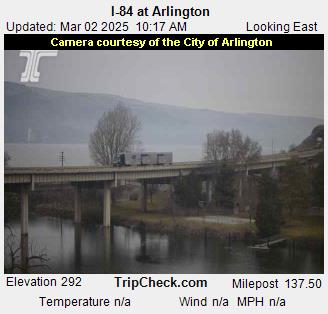 I-84 at Arlington
Updated: Mar 02 2025 10:17 AM Looking East
Camera courtesy of the City of Arlington
Elevation 292 TripCheck.com Milepost 137.50
Temperature n/a Wind n/a MPH n/a